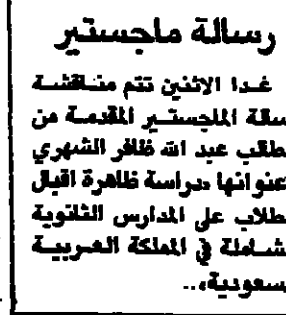 رسالة ماجستير
غدا الاثنين تتم مناقشة
سالة الماجستير المقدمة من
طالب عبد الله ظافر الشهري
عنوانها «دراسة ظاهرة اقبال
طلاب على المدارس الثانوية
شاملة في المملكة العربية
سعودية»..